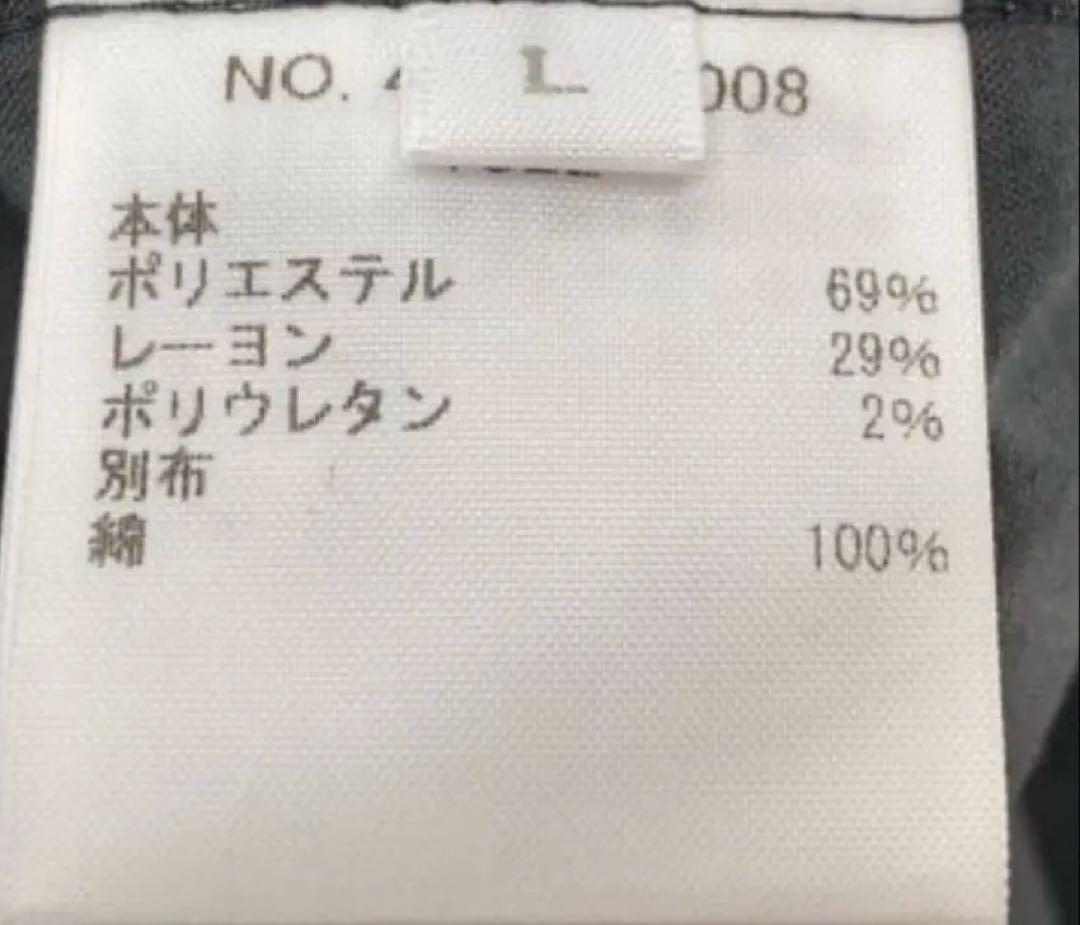 L
NO. 008
本体
ポリエステル 69%
レーヨン 29%
ポリウレタン 2%
別布
綿 100%